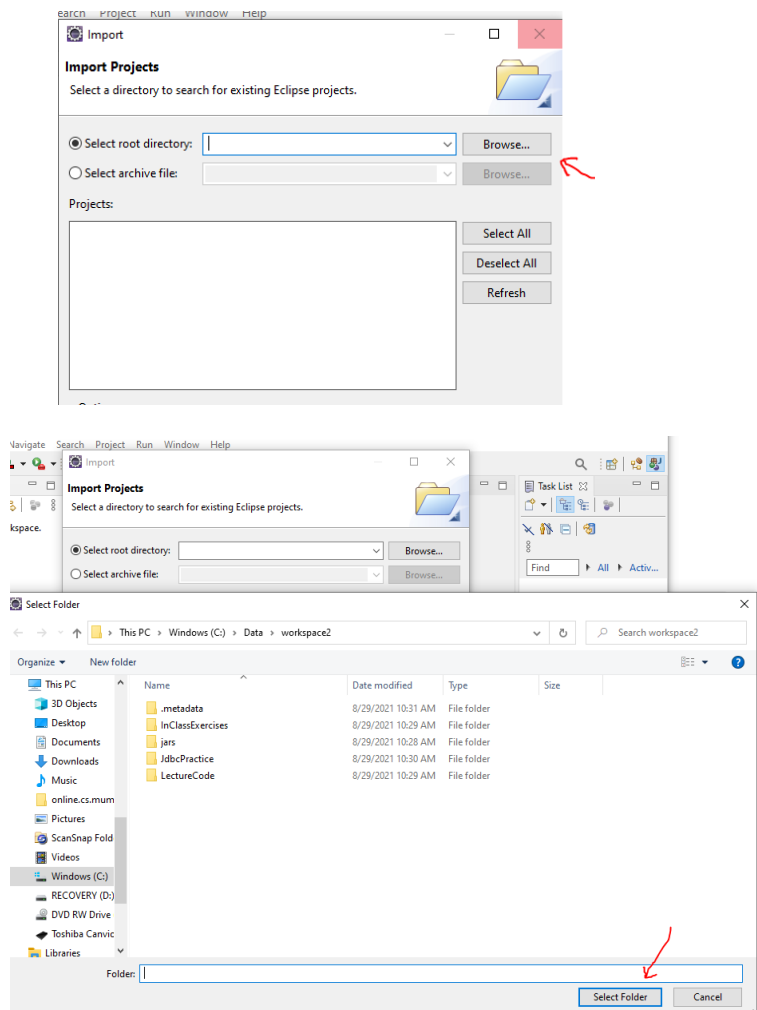 earch Project Run Window Help
Import
Import Projects
Select a directory to search for existing Eclipse projects.
Select root directory: Browse...
Select archive file: Browse...
Projects:
Select All
Deselect All
Refresh
Navigate Search Project Run Window Help
Import
Import Projects
Task List
Select a directory to search for existing Eclipse projects.
kspace.
Select root directory: Browse...
Select archive file: Browse...
Find All Activ...
Select Folder
This PC > Windows (C:) > Data > workspace2
Search workspace2
Organize New folder
This PC Name Date modified Type Size
3D Objects
.metadata 8/29/2021 10:31 AM File folder
Desktop InClassExercises 8/29/2021 10:29 AM File folder
Documents jars 8/29/2021 10:28 AM File folder
Downloads JdbcPractice 8/29/2021 10:30 AM File folder
Music LectureCode 8/29/2021 10:29 AM File folder
online.cs.mum
Pictures
ScanSnap Fold
Videos
Windows (C:)
RECOVERY (D:)
DVD RW Drive
Toshiba Canvic
Libraries
Folder:
Select Folder Cancel